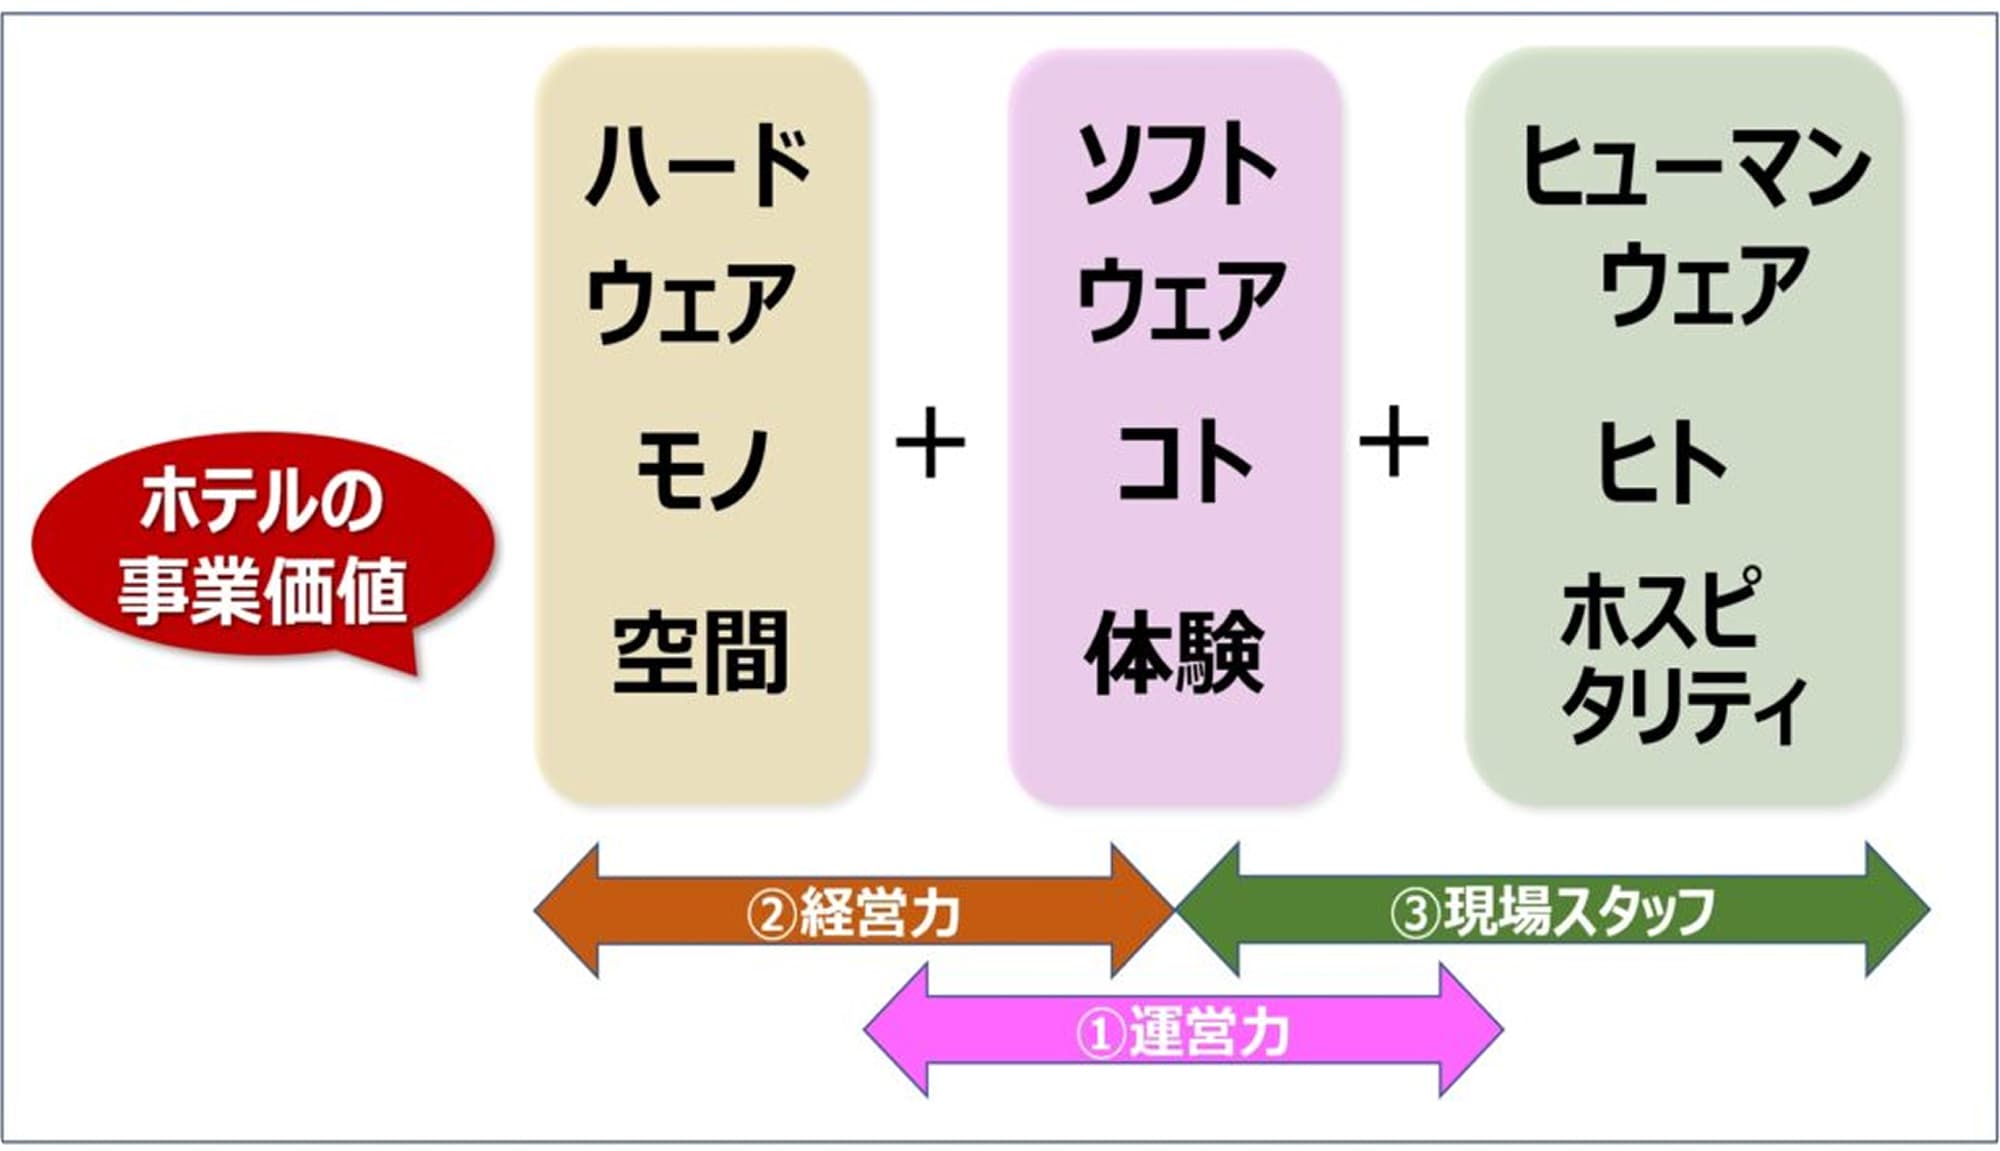 ホテルの
事業価値
ハード
ウェア
モノ
空間
＋
ソフト
ウェア
コト
体験
＋
ヒューマン
ウェア
ヒト
ホスピ
タリティ
②経営力
③現場スタッフ
①運営力